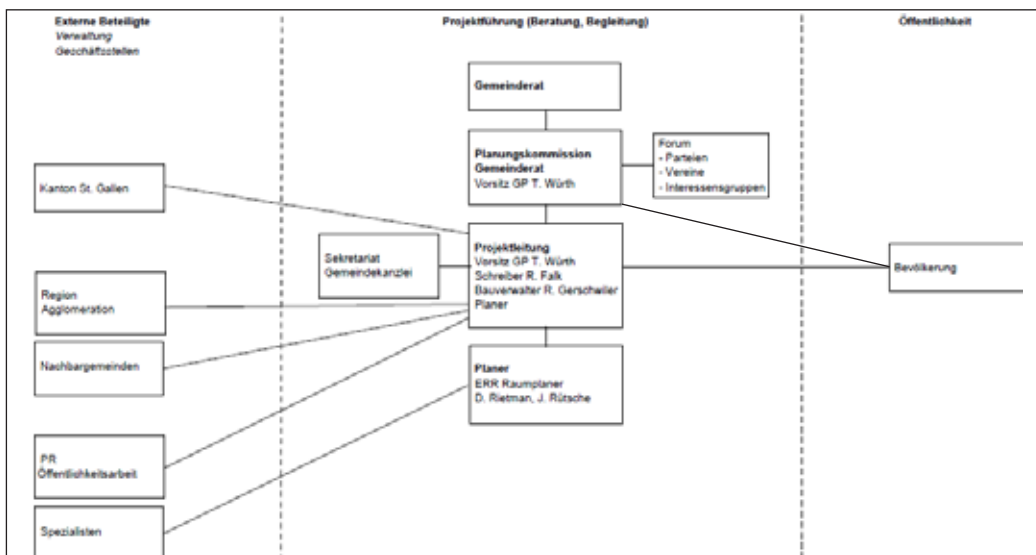 Externe Beteiligte
Verwaltung
Geschäftsstellen
Projektführung (Beratung, Begleitung)
Öffentlichkeit
Gemeinderat
Planungskommission
Gemeinderat
Vorsitz GP T. Würth
Forum
- Parteien
- Vereine
- Interessensgruppen
Kanton St. Gallen
Sekretariat
Gemeindekanzlei
Projektleitung
Vorsitz GP T. Würth
Schreiber R. Falk
Bauverwalter R. Gerschwiler
Planer
Bevölkerung
Region
Agglomeration
Nachbargemeinden
Planer
ERR Raumplaner
D. Rietman, J. Rütsche
PR
Öffentlichkeitsarbeit
Spezialisten